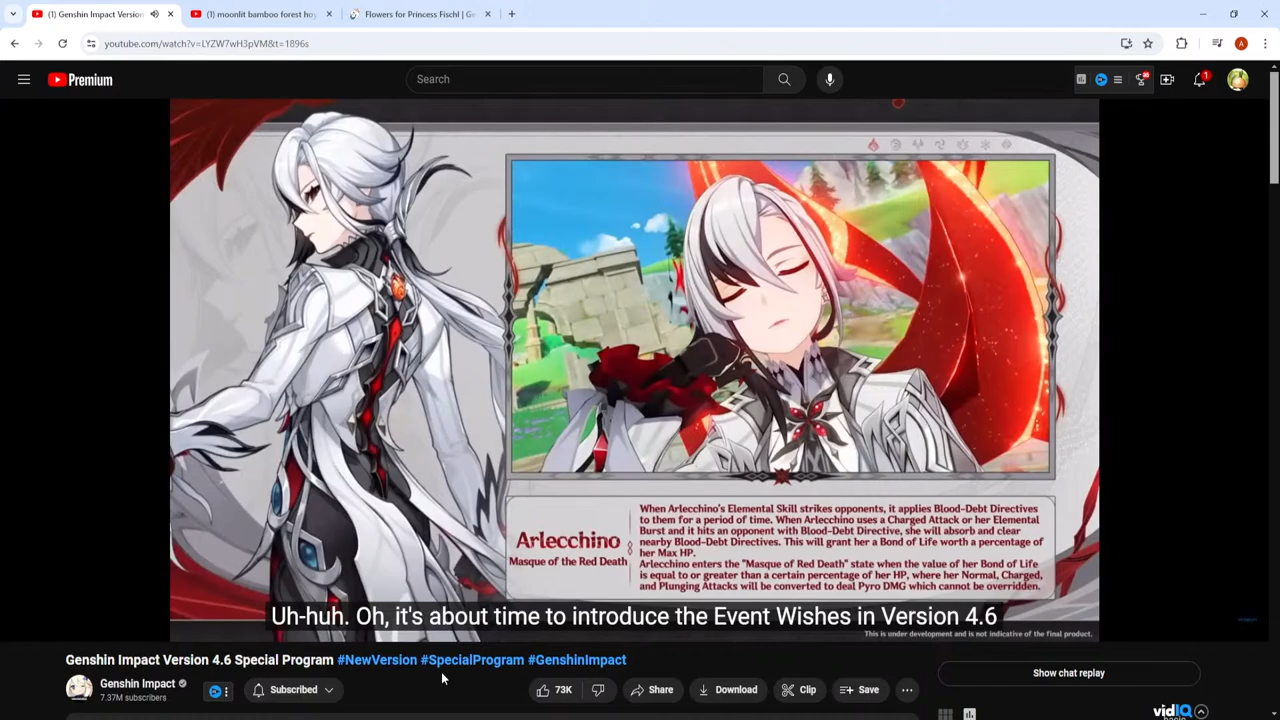 (1) Genshin Impact Version
(1) moonlit bamboo forest hoy
Flowers for Princess Fischl | Ge
youtube.com/watch?v=LYZW7wH3pVM&t=1896s
A
Premium
Search
1
Arlecchino
Masque of the Red Death
When Arlecchino's Elemental Skill strikes opponents, it applies Blood-Debt Directives
to them for a period of time. When Arlecchino uses a Charged Attack or her Elemental
Burst and it hits an opponent with Blood-Debt Directive, she will absorb and clear
nearby Blood-Debt Directives. This will grant her a Bond of Life worth a percentage of
her Max HP.
Arlecchino enters the "Masque of Red Death" state when the value of her Bond of Life
is equal to or greater than a certain percentage of her HP, where her Normal, Charged,
and Plunging Attacks will be converted to deal Pyro DMG which cannot be overridden.
Uh-huh. Oh, it's about time to introduce the Event Wishes in Version 4.6
This is under development and is not indicative of the final product.
Genshin Impact Version 4.6 Special Program #NewVersion #SpecialProgram #GenshinImpact
Genshin Impact
7.37M subscribers
Subscribed
73K
Share
Download
Clip
Save
Show chat replay
vidIQ
basic